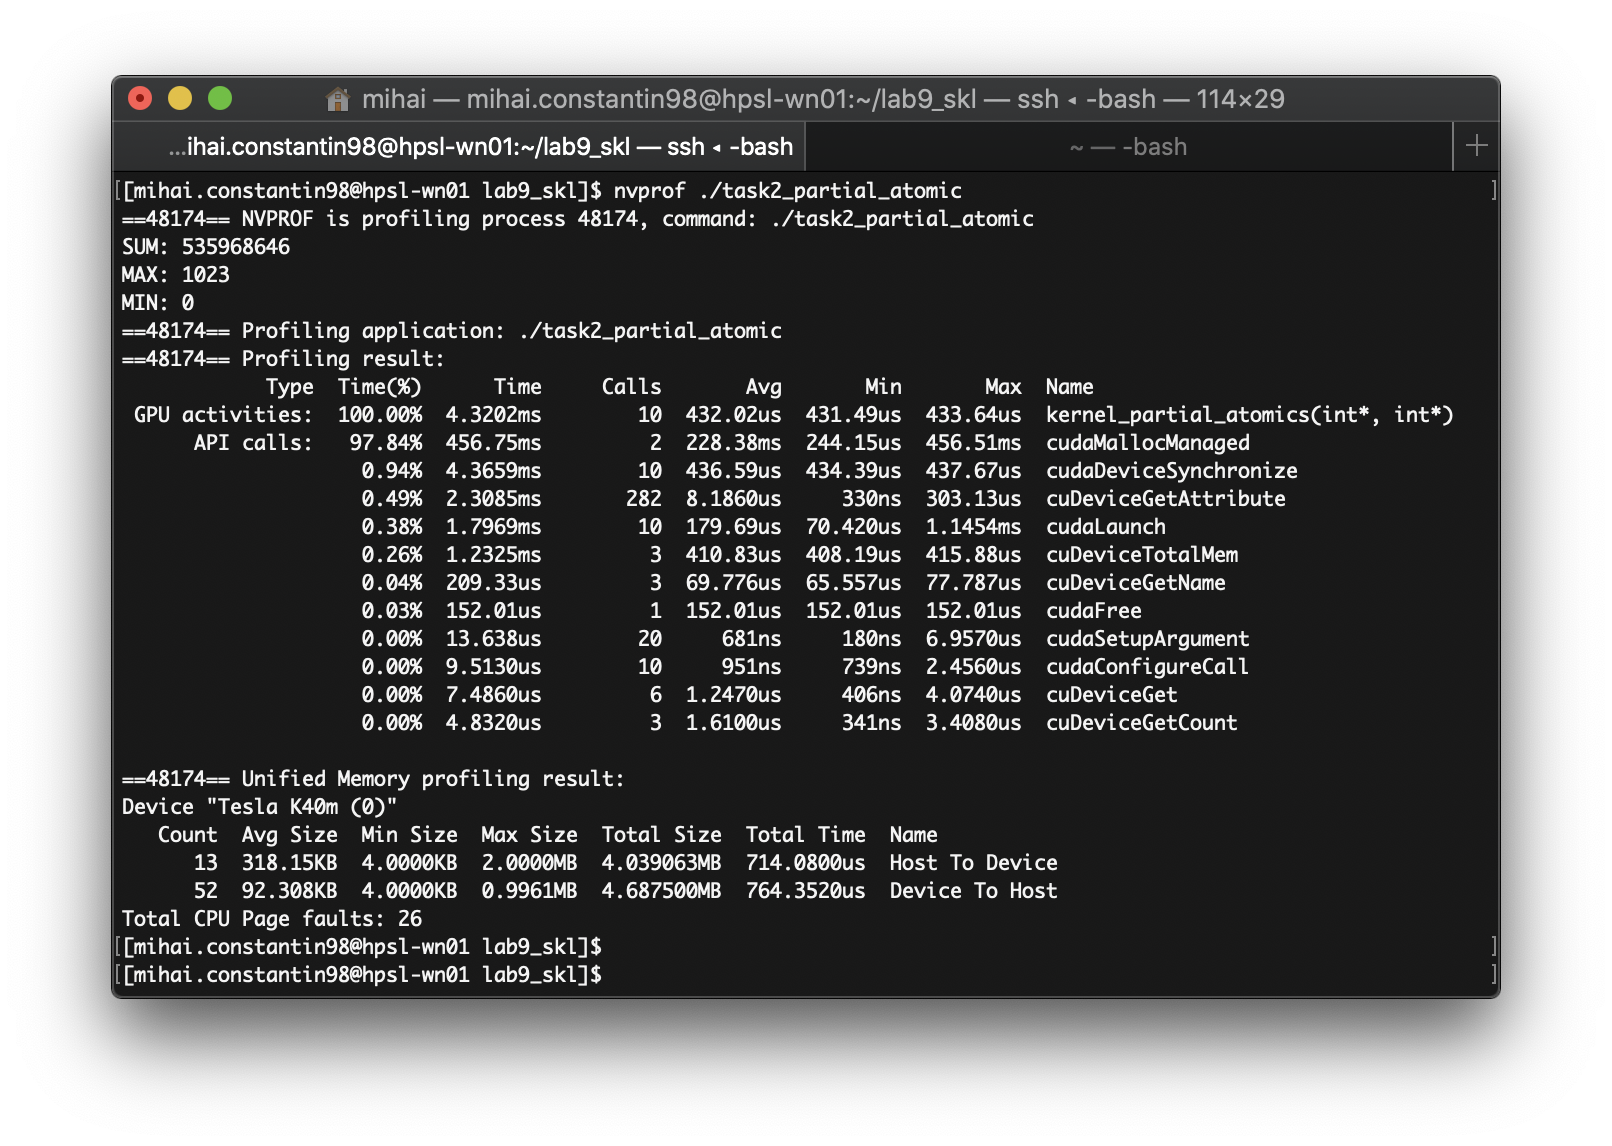 mihai — mihai.constantin98@hpsl-wn01:~/lab9_skl — ssh ◂ -bash — 114×29
...ihai.constantin98@hpsl-wn01:~/lab9_skl — ssh ◂ -bash ~ — -bash +
[[mihai.constantin98@hpsl-wn01 lab9_skl]$ nvprof ./task2_partial_atomic ]
==48174== NVPROF is profiling process 48174, command: ./task2_partial_atomic
SUM: 535968646
MAX: 1023
MIN: 0
==48174== Profiling application: ./task2_partial_atomic
==48174== Profiling result:
            Type  Time(%)      Time     Calls       Avg       Min       Max  Name
 GPU activities:  100.00%  4.3202ms        10  432.02us  431.49us  433.64us  kernel_partial_atomics(int*, int*)
      API calls:   97.84%  456.75ms         2  228.38ms  244.15us  456.51ms  cudaMallocManaged
                    0.94%  4.3659ms        10  436.59us  434.39us  437.67us  cudaDeviceSynchronize
                    0.49%  2.3085ms       282  8.1860us     330ns  303.13us  cuDeviceGetAttribute
                    0.38%  1.7969ms        10  179.69us  70.420us  1.1454ms  cudaLaunch
                    0.26%  1.2325ms         3  410.83us  408.19us  415.88us  cuDeviceTotalMem
                    0.04%  209.33us         3  69.776us  65.557us  77.787us  cuDeviceGetName
                    0.03%  152.01us         1  152.01us  152.01us  152.01us  cudaFree
                    0.00%  13.638us        20     681ns     180ns  6.9570us  cudaSetupArgument
                    0.00%  9.5130us        10     951ns     739ns  2.4560us  cudaConfigureCall
                    0.00%  7.4860us         6  1.2470us     406ns  4.0740us  cuDeviceGet
                    0.00%  4.8320us         3  1.6100us     341ns  3.4080us  cuDeviceGetCount
==48174== Unified Memory profiling result:
Device "Tesla K40m (0)"
   Count  Avg Size  Min Size  Max Size  Total Size  Total Time  Name
      13  318.15KB  4.0000KB  2.0000MB  4.039063MB  714.0800us  Host To Device
      52  92.308KB  4.0000KB  0.9961MB  4.687500MB  764.3520us  Device To Host
Total CPU Page faults: 26
[[mihai.constantin98@hpsl-wn01 lab9_skl]$ ]
[[mihai.constantin98@hpsl-wn01 lab9_skl]$ ]